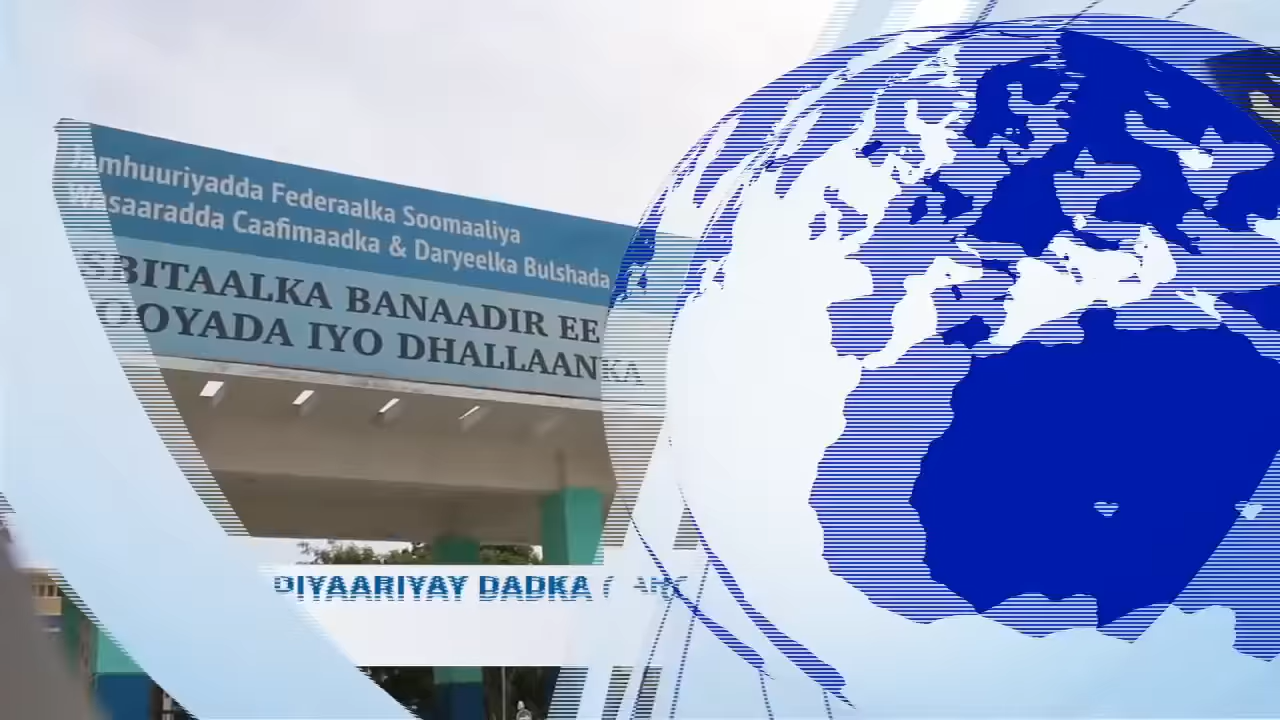 Jamhuuriyadda Federaalka Soomaaliya
Wasaaradda Caafimaadka & Daryeelka Bulshada
SBITAALKA BANAADIR EE
OOYADA IYO DHALLAANKA
DIYAARIYAY DADKA